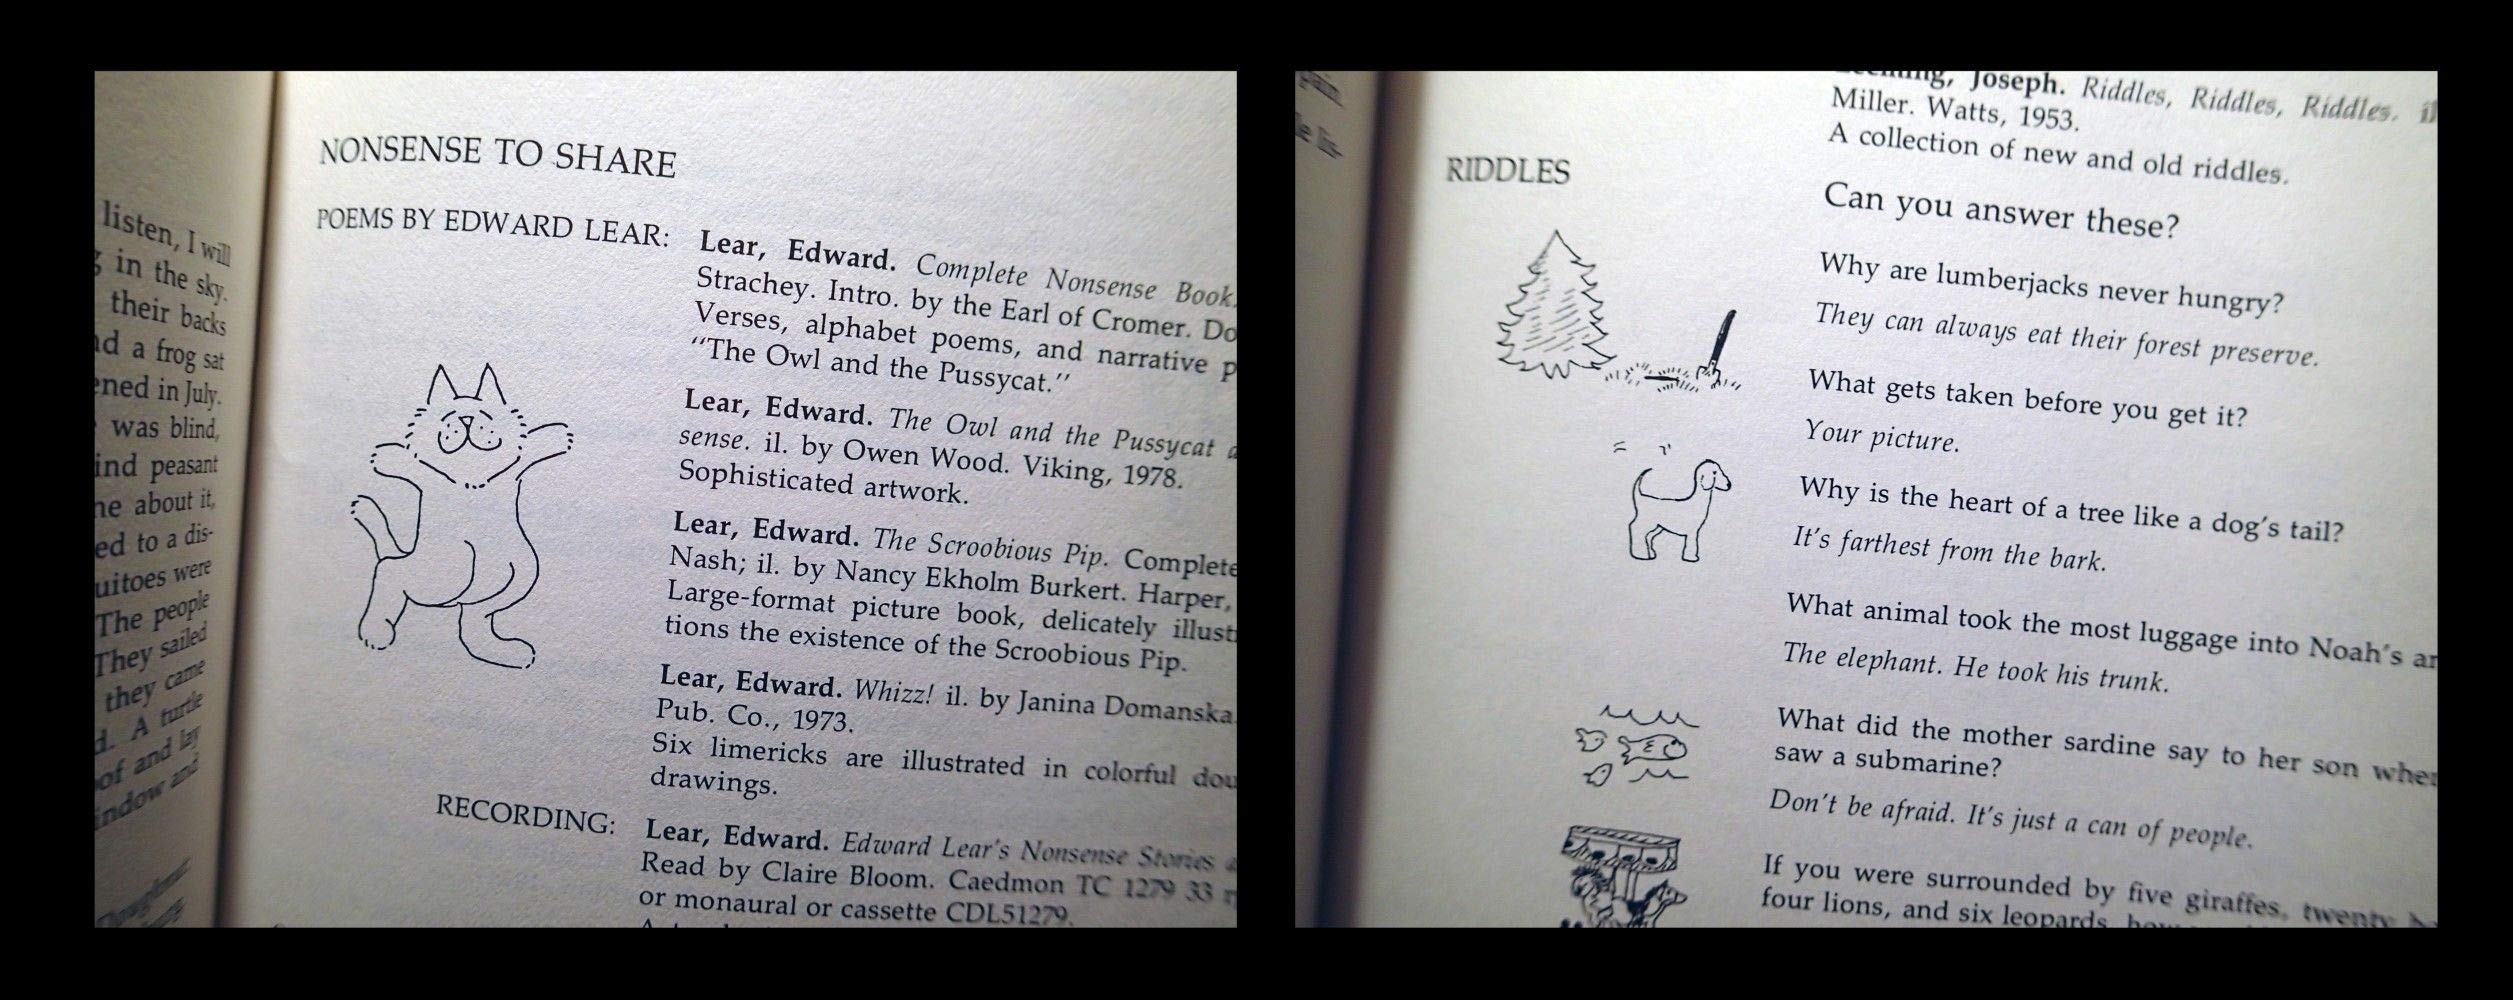 listen, I will
in the sky.
their backs
a frog sat
in July.
was blind,
peasant
about it,
to a dis-
were
The people
They sailed
they came
A turtle
and lay
and
NONSENSE TO SHARE
POEMS BY EDWARD LEAR:
Lear, Edward. Complete Nonsense Book.
Strachey. Intro. by the Earl of Cromer. Do
Verses, alphabet poems, and narrative p
"The Owl and the Pussycat."
Lear, Edward. The Owl and the Pussycat
sense. il. by Owen Wood. Viking, 1978.
Sophisticated artwork.
Lear, Edward. The Scroobious Pip. Complete
Nash; il. by Nancy Ekholm Burkert. Harper,
Large-format picture book, delicately illust
tions the existence of the Scroobious Pip.
Lear, Edward. Whizz! il. by Janina Domanska.
Pub. Co., 1973.
Six limericks are illustrated in colorful dou
drawings.
RECORDING:
Lear, Edward. Edward Lear's Nonsense Stories
Read by Claire Bloom. Caedmon TC 1279 33
or monaural or cassette CDL51279.
Joseph. Riddles, Riddles, Riddles.
Miller. Watts, 1953.
A collection of new and old riddles.
RIDDLES
Can you answer these?
Why are lumberjacks never hungry?
They can always eat their forest preserve.
What gets taken before you get it?
Your picture.
Why is the heart of a tree like a dog's tail?
It's farthest from the bark.
What animal took the most luggage into Noah's ar
The elephant. He took his trunk.
What did the mother sardine say to her son when
saw a submarine?
Don't be afraid. It's just a can of people.
If you were surrounded by five giraffes, twenty
four lions, and six leopards,